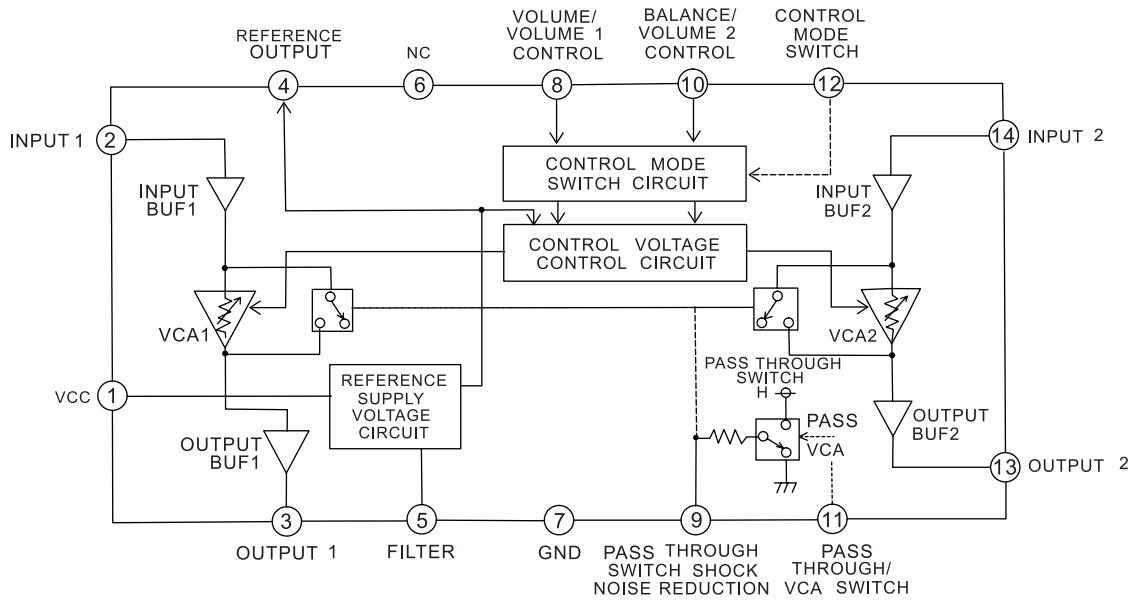 REFERENCE
OUTPUT
NC
VOLUME/
VOLUME 1
CONTROL
BALANCE/
VOLUME 2
CONTROL
CONTROL
MODE
SWITCH
4
6
8
10
12
INPUT 1
2
14
INPUT 2
INPUT
BUF1
CONTROL MODE
SWITCH CIRCUIT
INPUT
BUF2
CONTROL VOLTAGE
CONTROL CIRCUIT
VCA1
VCA2
VCC
1
REFERENCE
SUPPLY
VOLTAGE
CIRCUIT
PASS THROUGH
SWITCH
H
PASS
VCA
OUTPUT
BUF1
OUTPUT
BUF2
13
OUTPUT 2
3
5
7
9
11
OUTPUT 1
FILTER
GND
PASS THROUGH
SWITCH SHOCK
NOISE REDUCTION
PASS
THROUGH/
VCA SWITCH